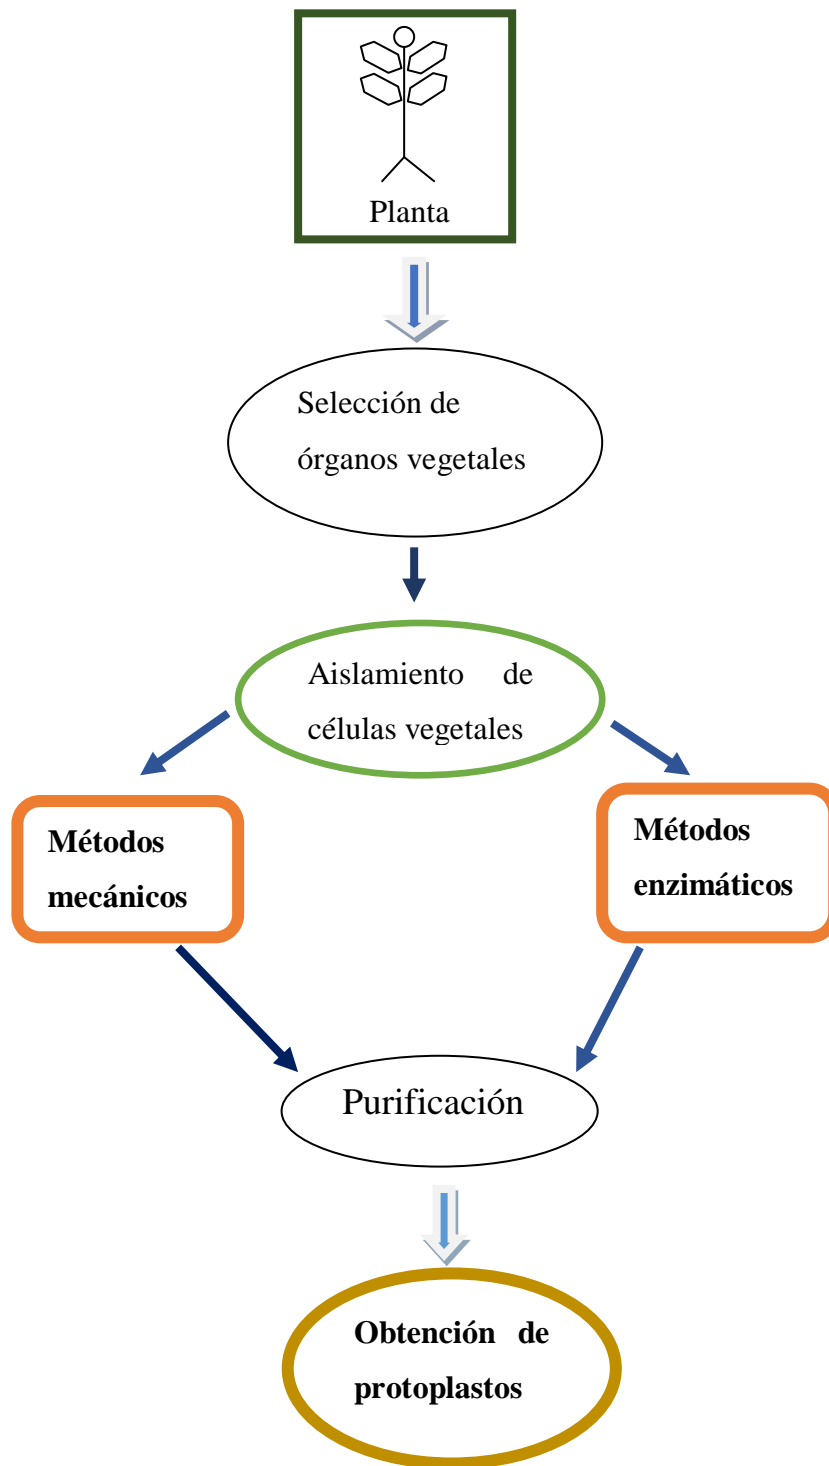 Planta
Selección de
órganos vegetales
Aislamiento de
células vegetales
Métodos
mecánicos
Métodos
enzimáticos
Purificación
Obtención de
protoplastos